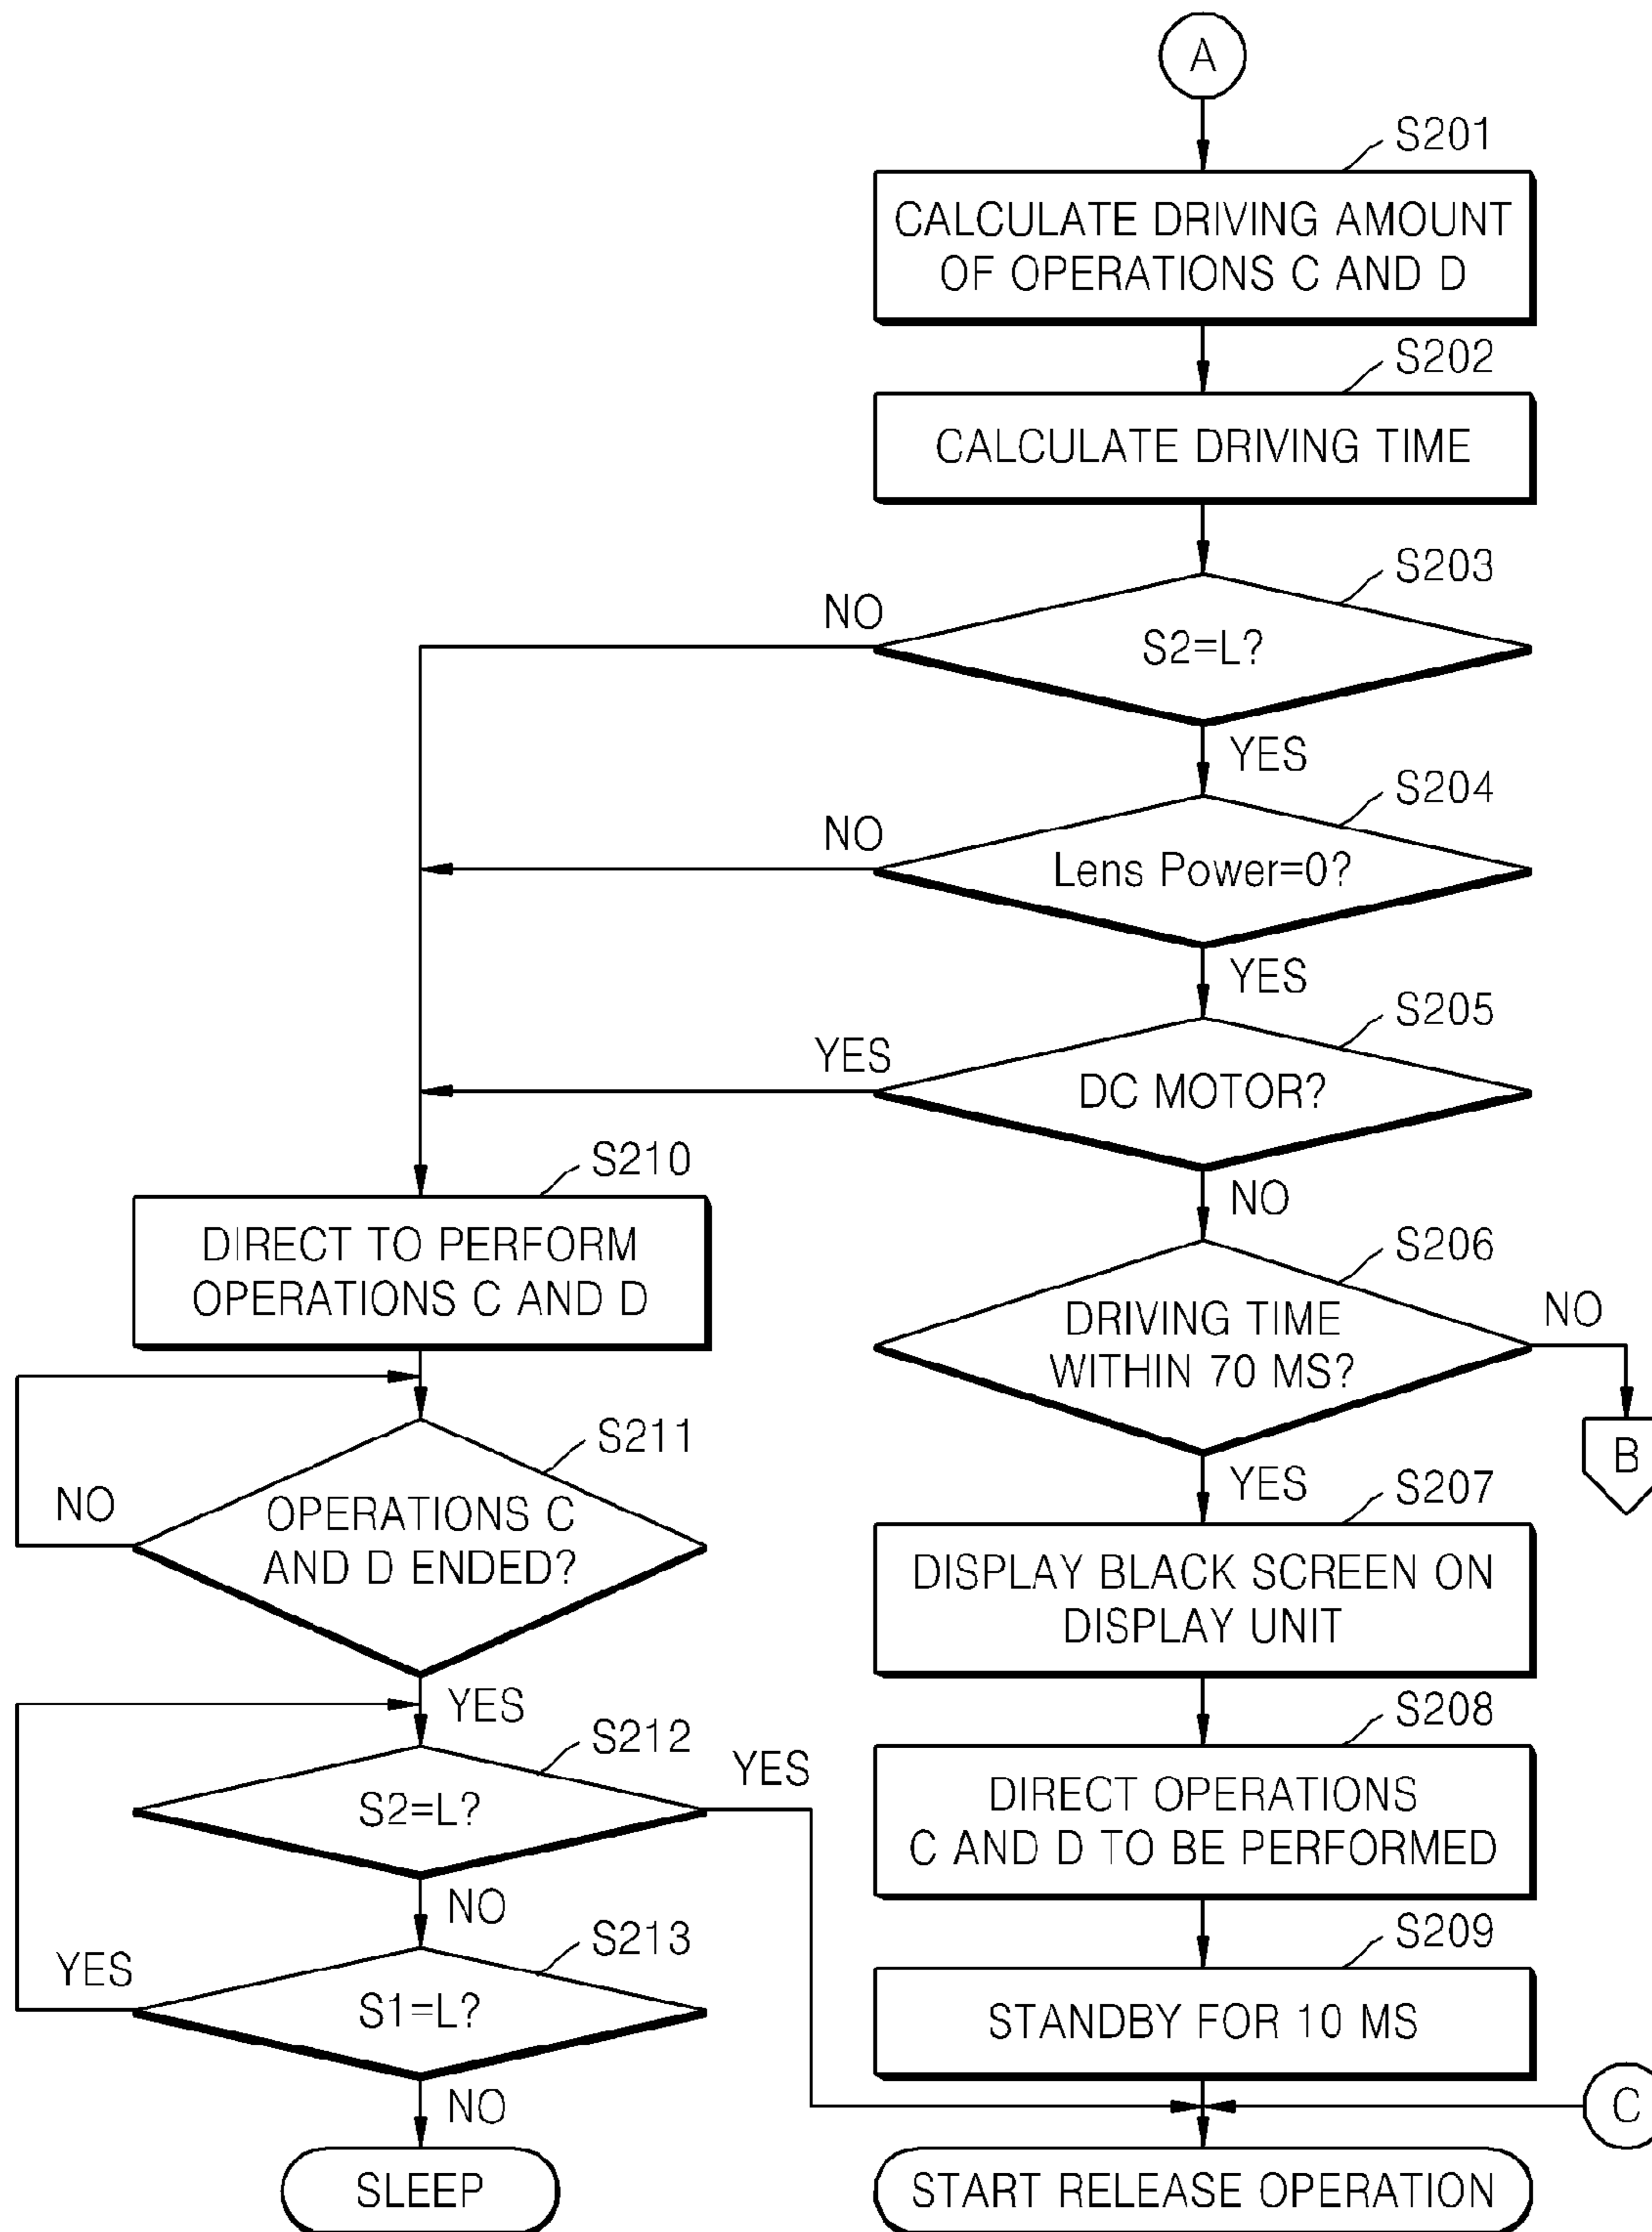 A
S201
CALCULATE DRIVING AMOUNT
OF OPERATIONS C AND D
S202
CALCULATE DRIVING TIME
S203
NO
S2=L?
YES
S204
NO
Lens Power=0?
YES
S205
YES
DC MOTOR?
NO
S206
DRIVING TIME
WITHIN 70 MS?
NO
B
YES
S207
DISPLAY BLACK SCREEN ON
DISPLAY UNIT
S208
DIRECT OPERATIONS
C AND D TO BE PERFORMED
S209
STANDBY FOR 10 MS
C
START RELEASE OPERATION
S210
DIRECT TO PERFORM
OPERATIONS C AND D
S211
NO
OPERATIONS C
AND D ENDED?
YES
S212
YES
S2=L?
NO
S213
YES
S1=L?
NO
SLEEP